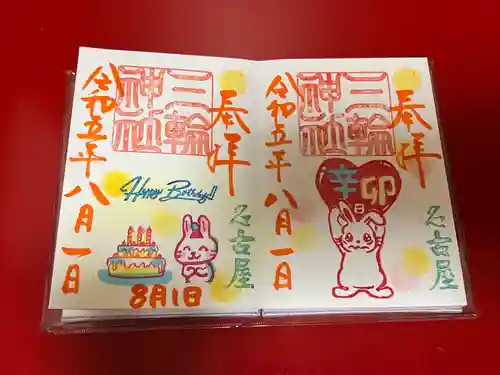 奉拝
三輪神社
令和五年八月一日
Happy Birthday!!
名古屋
8月1日
奉拝
三輪神社
令和五年八月一日
辛卯
日
名古屋